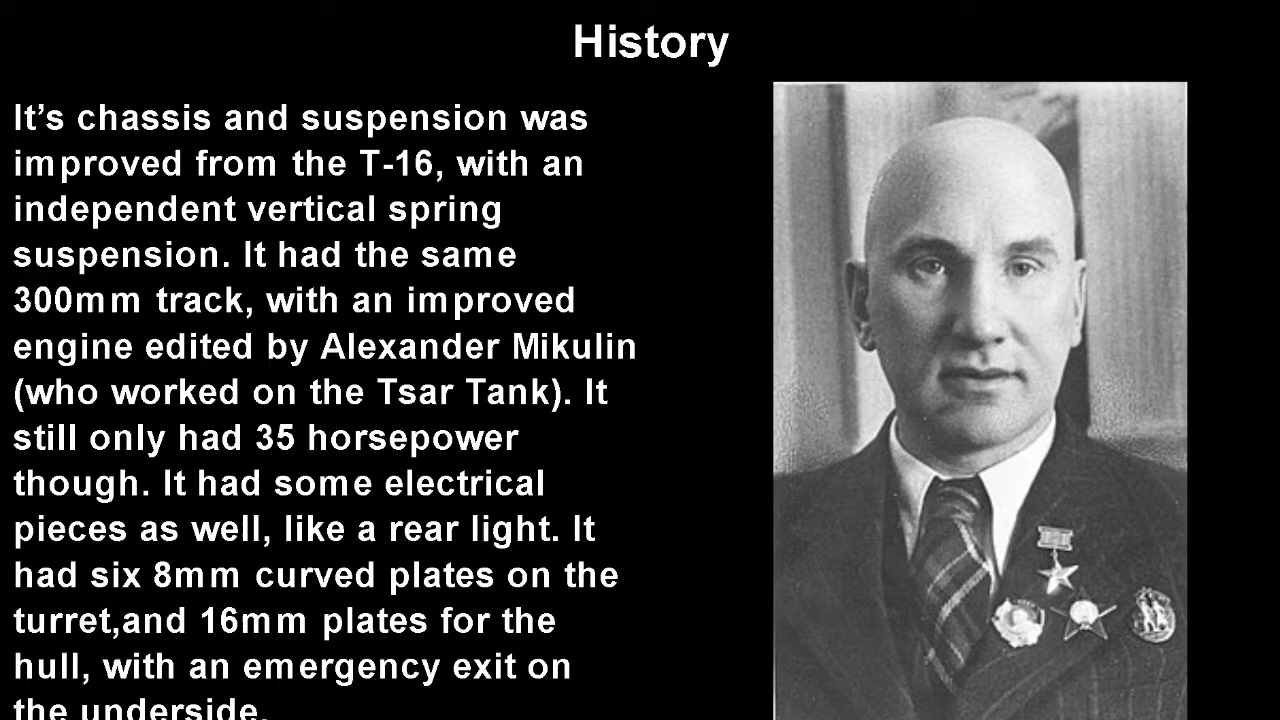 History
It’s chassis and suspension was
improved from the T-16, with an
independent vertical spring
suspension. It had the same
300mm track, with an improved
engine edited by Alexander Mikulin
(who worked on the Tsar Tank). It
still only had 35 horsepower
though. It had some electrical
pieces as well, like a rear light. It
had six 8mm curved plates on the
turret,and 16mm plates for the
hull, with an emergency exit on
the underside.